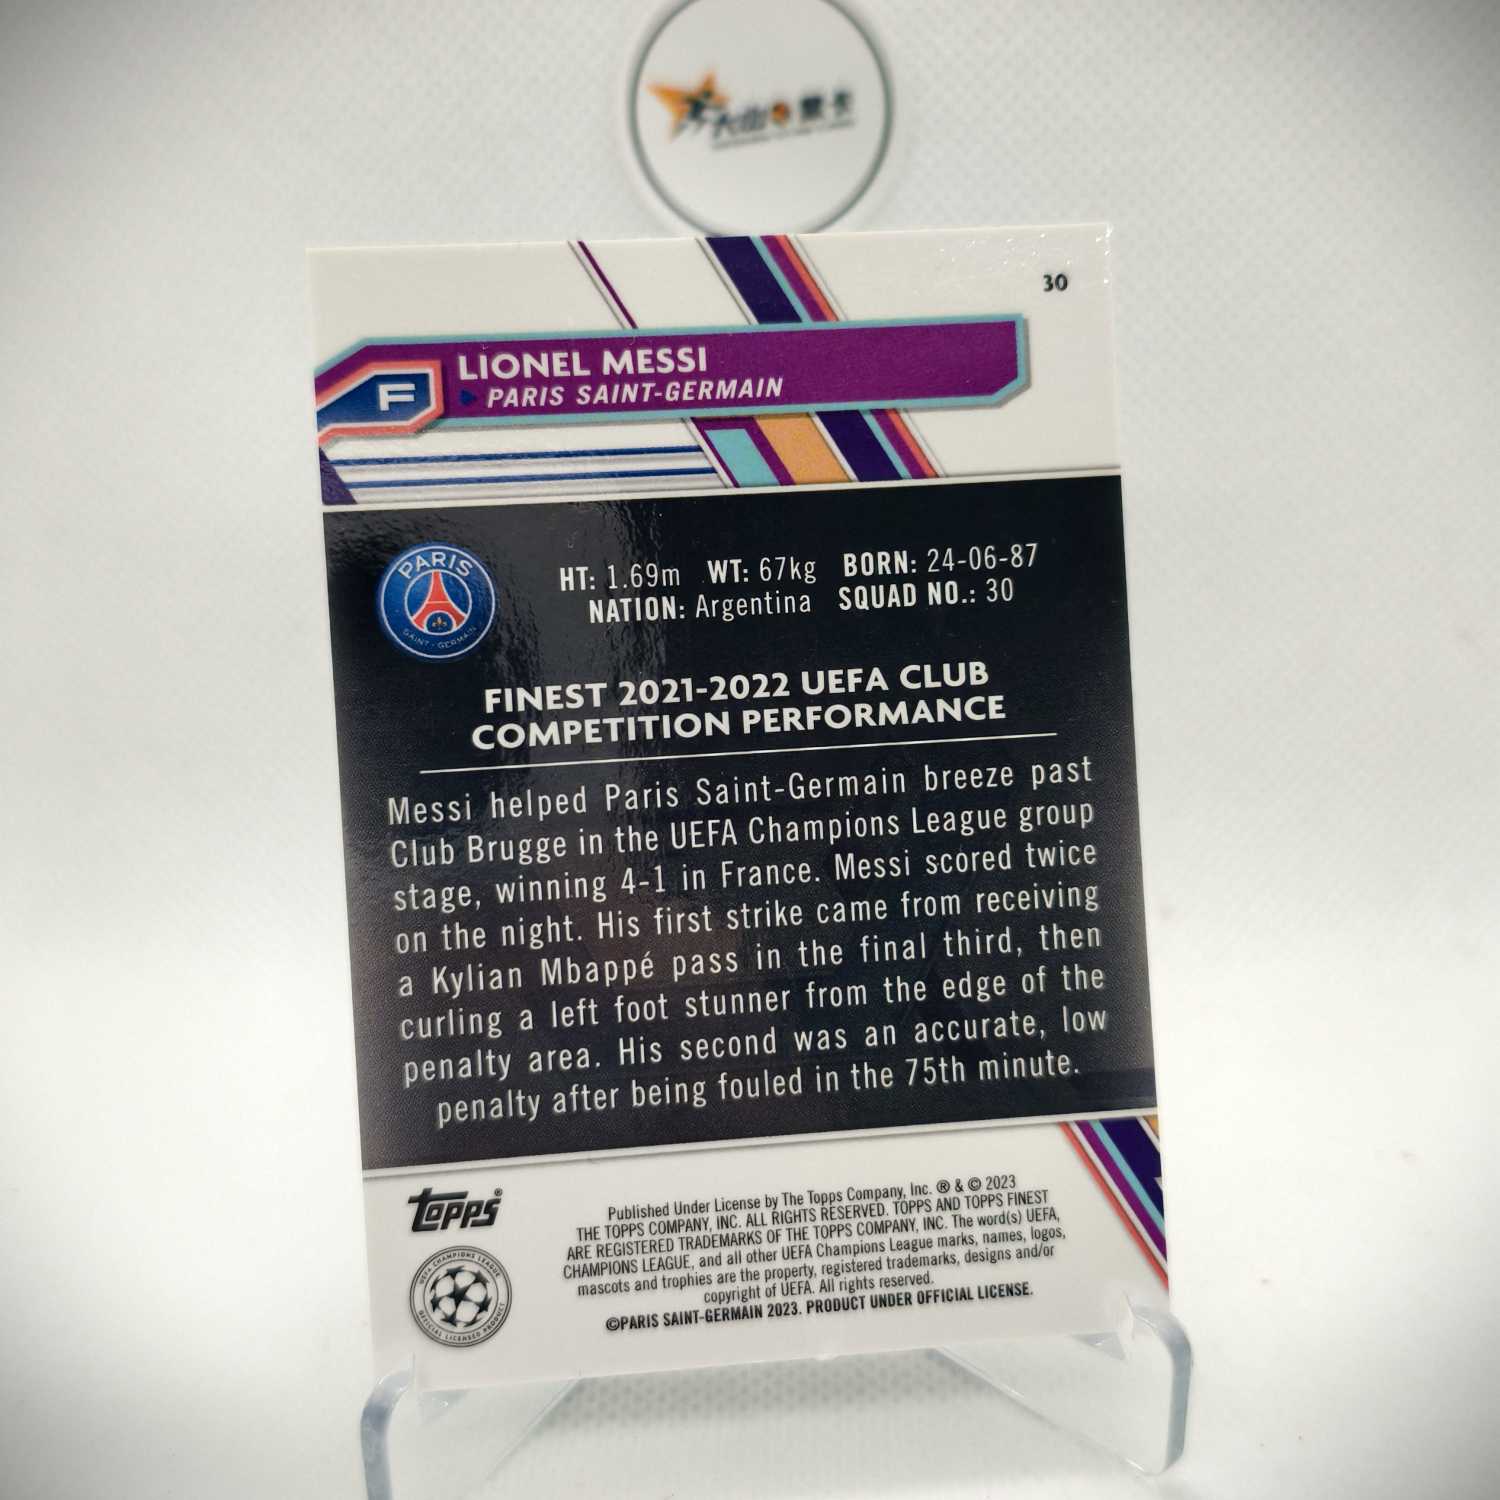 30
LIONEL MESSI
PARIS SAINT-GERMAIN
F
PARIS
SAINT-GERMAIN
HT: 1.69m WT: 67kg BORN: 24-06-87
NATION: Argentina SQUAD NO.: 30
FINEST 2021-2022 UEFA CLUB
COMPETITION PERFORMANCE
Messi helped Paris Saint-Germain breeze past
Club Brugge in the UEFA Champions League group
stage, winning 4-1 in France. Messi scored twice
on the night. His first strike came from receiving
a Kylian Mbappé pass in the final third, then
curling a left foot stunner from the edge of the
penalty area. His second was an accurate, low
penalty after being fouled in the 75th minute.
Topps®
UEFA CHAMPIONS LEAGUE
OFFICIAL LICENSED PRODUCT
Published Under License by The Topps Company, Inc. ® & © 2023
THE TOPPS COMPANY, INC. ALL RIGHTS RESERVED. TOPPS AND TOPPS FINEST
ARE REGISTERED TRADEMARKS OF THE TOPPS COMPANY, INC. The word(s) UEFA,
CHAMPIONS LEAGUE, and all other UEFA Champions League marks, names, logos,
mascots and trophies are the property, registered trademarks, designs and/or
copyright of UEFA. All rights reserved.
©PARIS SAINT-GERMAIN 2023. PRODUCT UNDER OFFICIAL LICENSE.